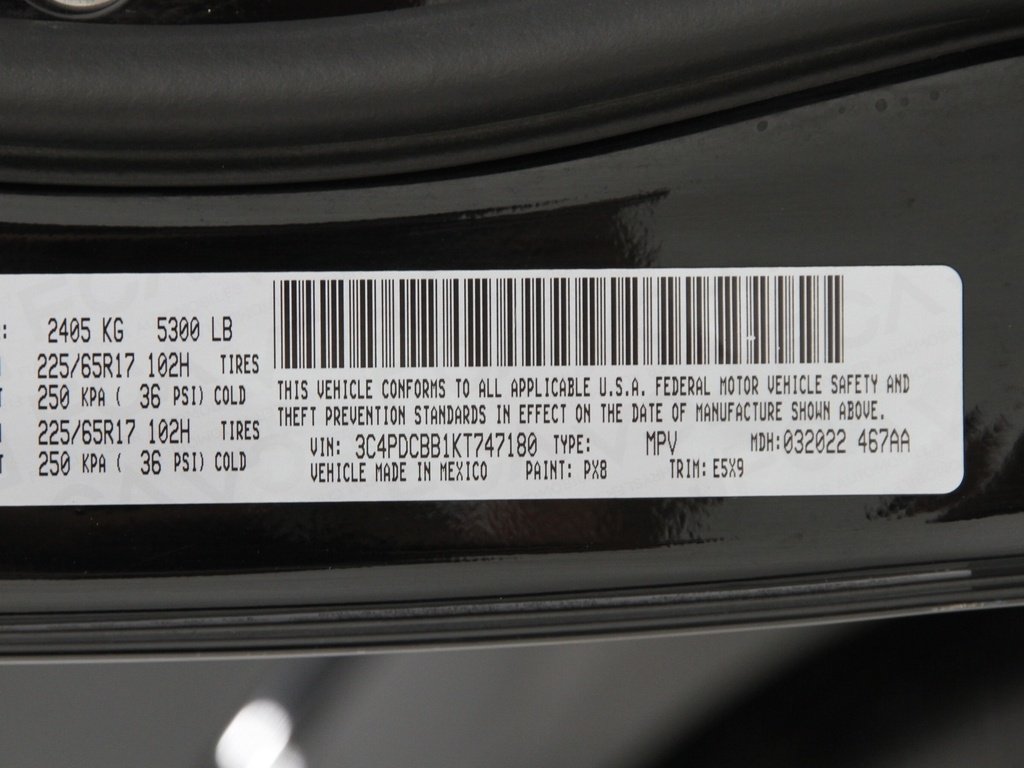 : 2405 KG 5300 LB
225/65R17 102H TIRES
250 KPA ( 36 PSI) COLD
225/65R17 102H TIRES
250 KPA ( 36 PSI) COLD
THIS VEHICLE CONFORMS TO ALL APPLICABLE U.S.A. FEDERAL MOTOR VEHICLE SAFETY AND
THEFT PREVENTION STANDARDS IN EFFECT ON THE DATE OF MANUFACTURE SHOWN ABOVE.
VIN: 3C4PDCBB1KT747180 TYPE: MPV MDH:032022 467AA
VEHICLE MADE IN MEXICO PAINT: PX8 TRIM: E5X9